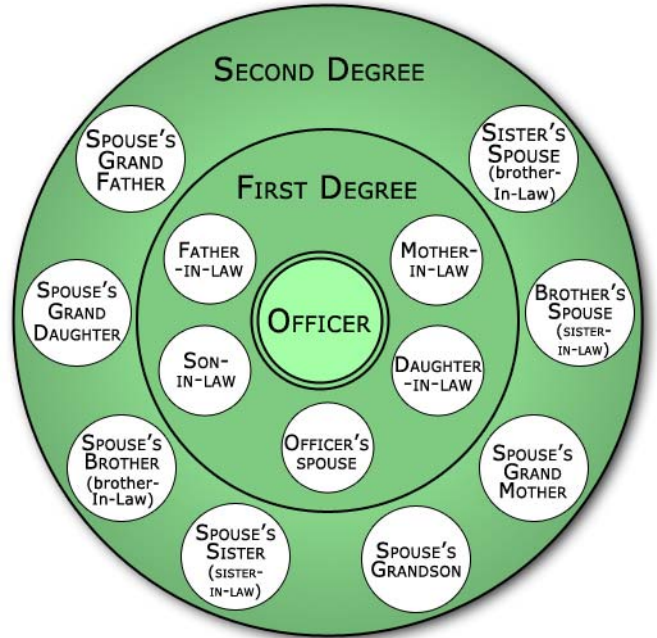 SECOND DEGREE
SPOUSE'S
GRAND
FATHER
SISTER'S
SPOUSE
(brother-
In-Law)
FIRST DEGREE
FATHER
-IN-LAW
MOTHER-
IN-LAW
SPOUSE'S
GRAND
DAUGHTER
OFFICER
BROTHER'S
SPOUSE
(SISTER-
IN-LAW)
SON-
IN-LAW
DAUGHTER
-IN-LAW
OFFICER'S
SPOUSE
SPOUSE'S
BROTHER
(brother-
In-Law)
SPOUSE'S
GRAND
MOTHER
SPOUSE'S
SISTER
(SISTER-
IN-LAW)
SPOUSE'S
GRANDSON